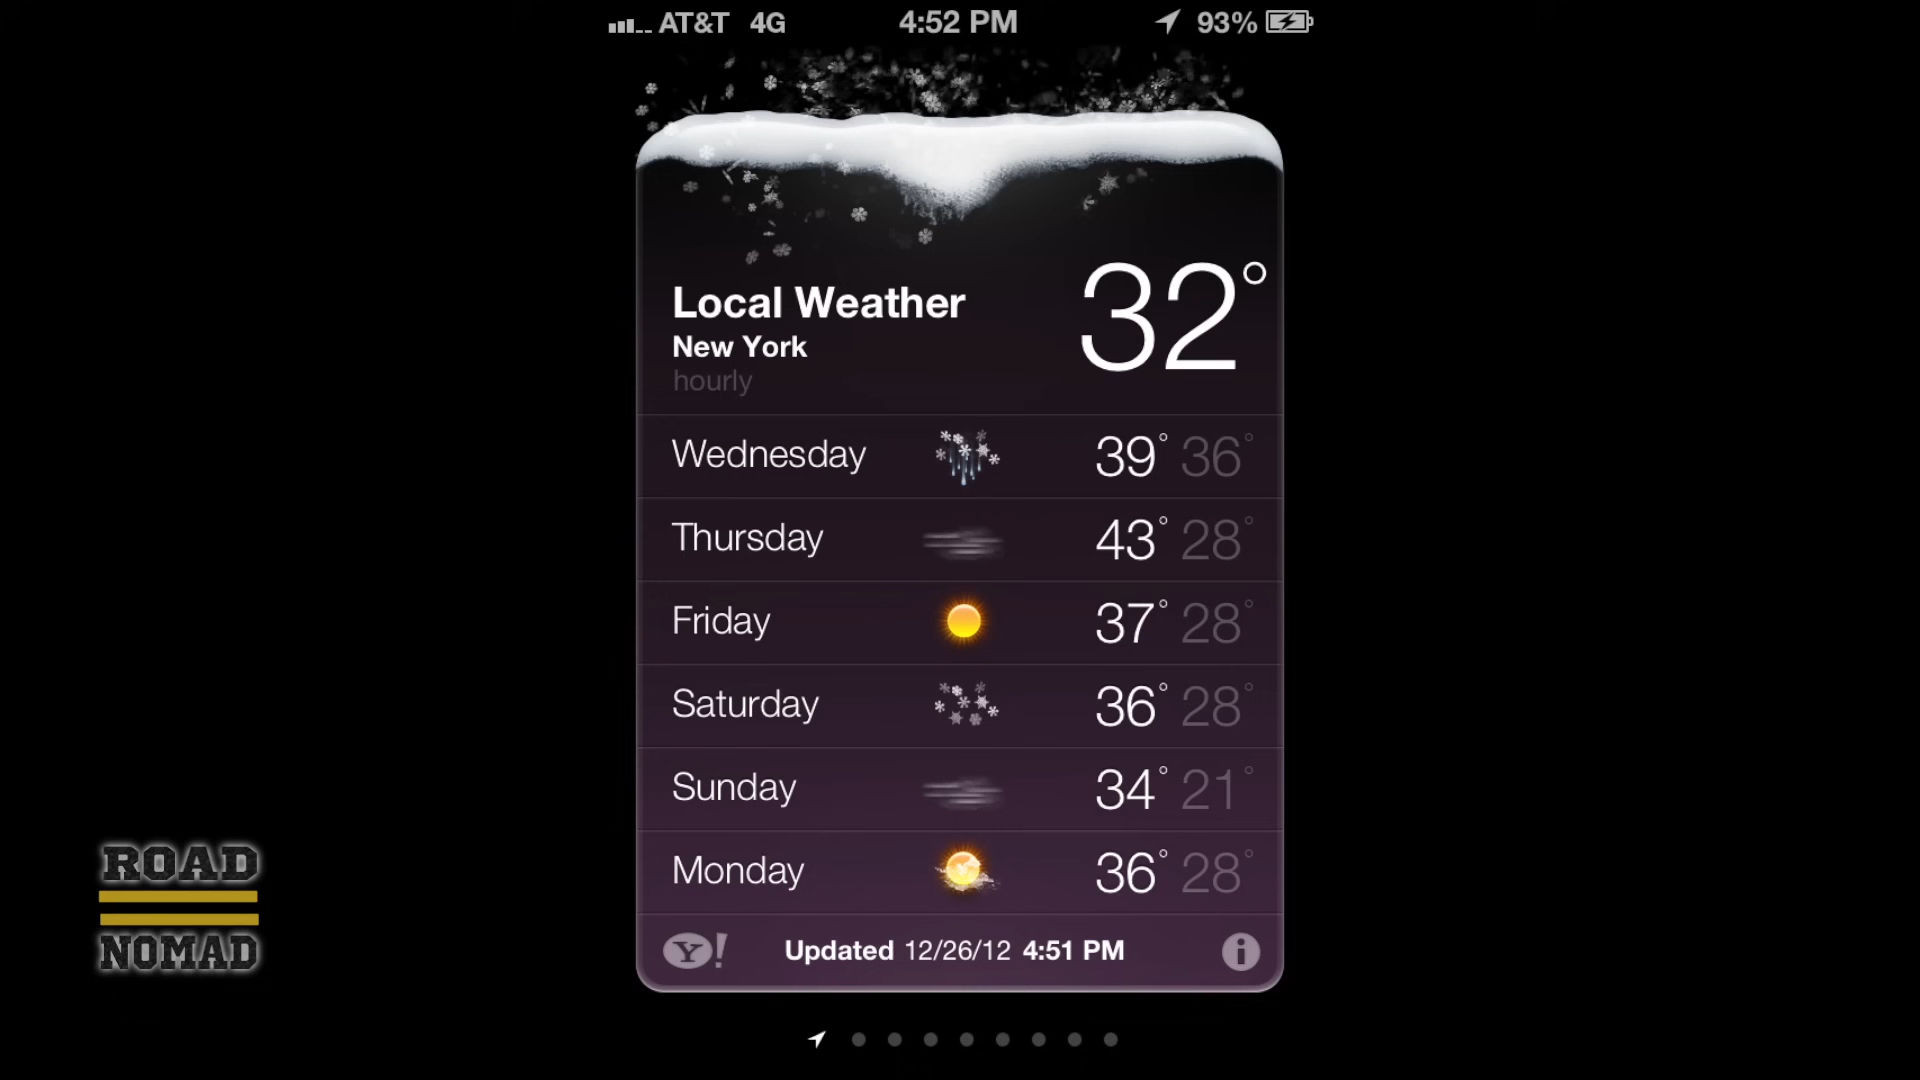 AT&T 4G 4:52 PM 93%
Local Weather
32°
New York
hourly
Wednesday 39° 36°
Thursday 43° 28°
Friday 37° 28°
Saturday 36° 28°
Sunday 34° 21°
Monday 36° 28°
Y! Updated 12/26/12 4:51 PM i
ROAD
NOMAD